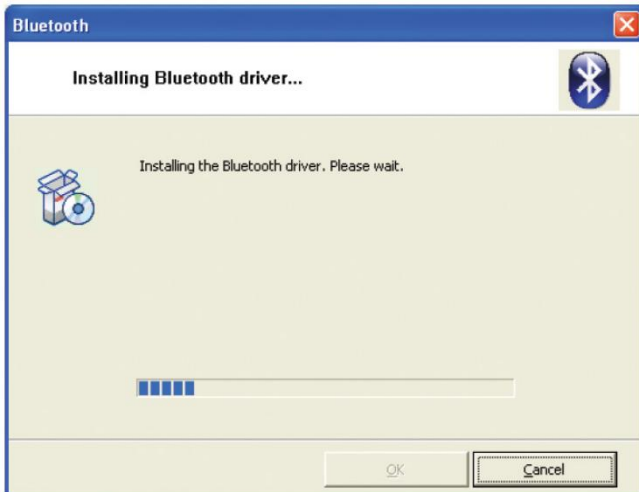 Bluetooth
Installing Bluetooth driver...
Installing the Bluetooth driver. Please wait.
OK
Cancel